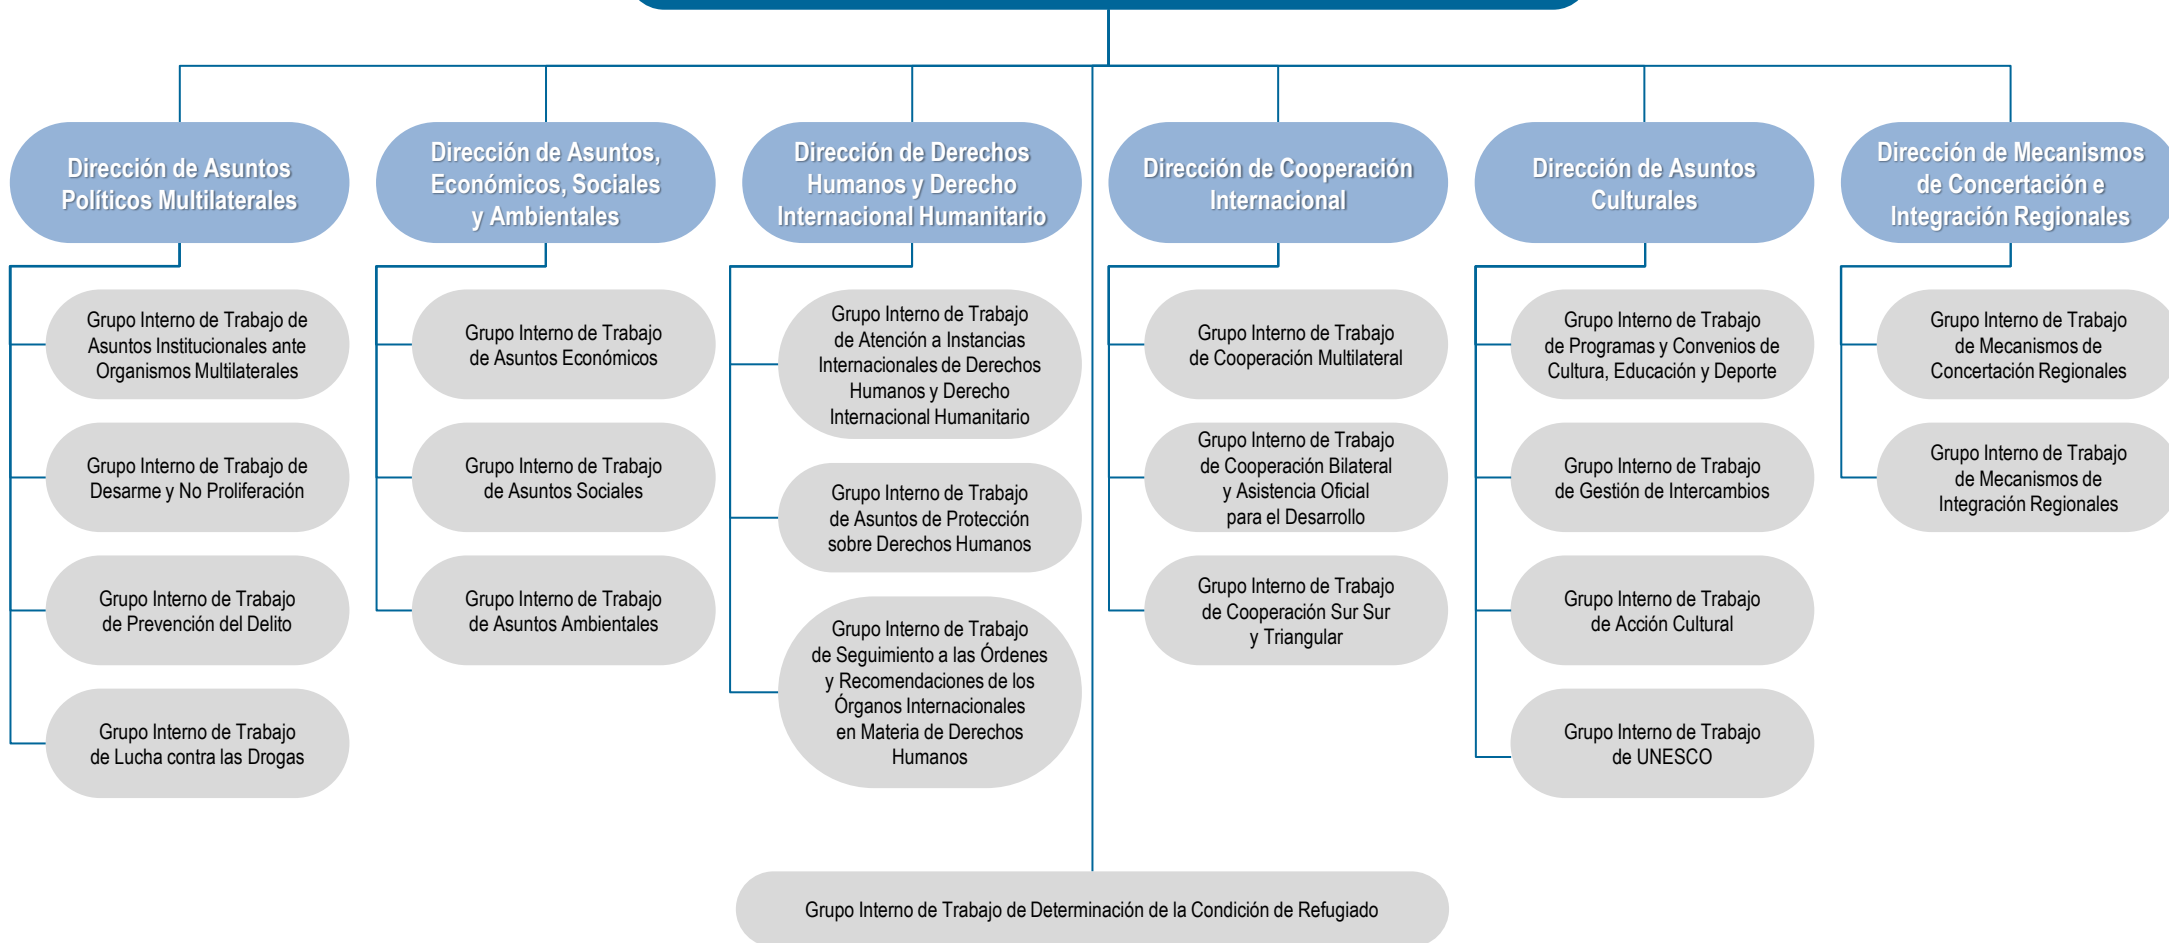 Dirección de Asuntos
Políticos Multilaterales
Dirección de Asuntos,
Económicos, Sociales
y Ambientales
Dirección de Derechos
Humanos y Derecho
Internacional Humanitario
Dirección de Cooperación
Internacional
Dirección de Asuntos
Culturales
Dirección de Mecanismos
de Concertación e
Integración Regionales
Grupo Interno de Trabajo de
Asuntos Institucionales ante
Organismos Multilaterales
Grupo Interno de Trabajo de
Desarme y No Proliferación
Grupo Interno de Trabajo
de Prevención del Delito
Grupo Interno de Trabajo
de Lucha contra las Drogas
Grupo Interno de Trabajo
de Asuntos Económicos
Grupo Interno de Trabajo
de Asuntos Sociales
Grupo Interno de Trabajo
de Asuntos Ambientales
Grupo Interno de Trabajo
de Atención a Instancias
Internacionales de Derechos
Humanos y Derecho
Internacional Humanitario
Grupo Interno de Trabajo
de Asuntos de Protección
sobre Derechos Humanos
Grupo Interno de Trabajo
de Seguimiento a las Órdenes
y Recomendaciones de los
Órganos Internacionales
en Materia de Derechos
Humanos
Grupo Interno de Trabajo
de Cooperación Multilateral
Grupo Interno de Trabajo
de Cooperación Bilateral
y Asistencia Oficial
para el Desarrollo
Grupo Interno de Trabajo
de Cooperación Sur Sur
y Triangular
Grupo Interno de Trabajo
de Programas y Convenios de
Cultura, Educación y Deporte
Grupo Interno de Trabajo
de Gestión de Intercambios
Grupo Interno de Trabajo
de Acción Cultural
Grupo Interno de Trabajo
de UNESCO
Grupo Interno de Trabajo
de Mecanismos de
Concertación Regionales
Grupo Interno de Trabajo
de Mecanismos de
Integración Regionales
Grupo Interno de Trabajo de Determinación de la Condición de Refugiado